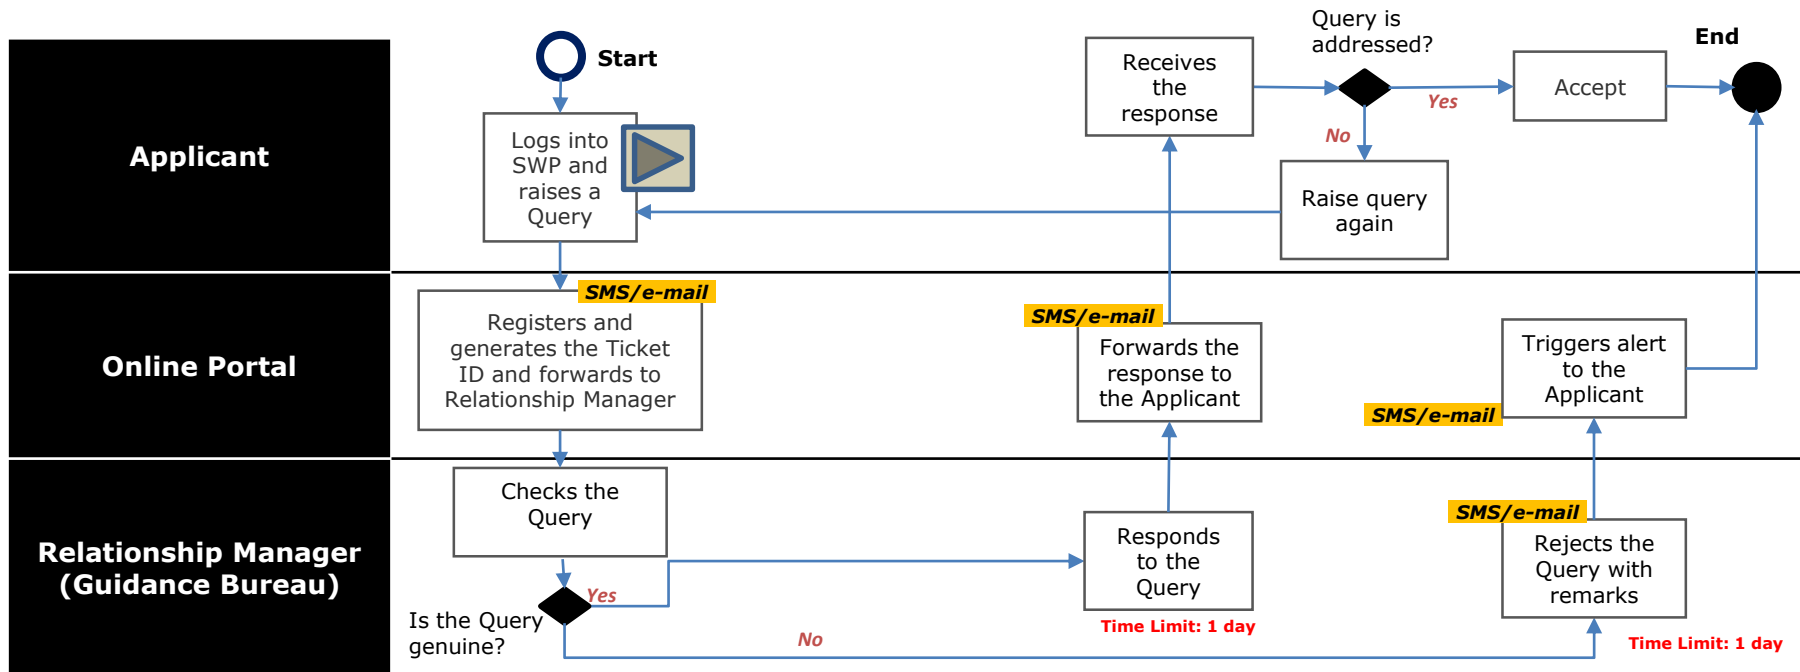 Start
Query is
addressed?
End
Receives
the
response
Yes
Accept
No
Applicant
Logs into
SWP and
raises a
Query
Raise query
again
SMS/e-mail
Registers and
generates the Ticket
ID and forwards to
Relationship Manager
Online Portal
SMS/e-mail
Forwards the
response to
the Applicant
Triggers alert
to the
Applicant
SMS/e-mail
Checks the
Query
Relationship Manager
(Guidance Bureau)
Is the Query
genuine?
Yes
No
Responds
to the
Query
Time Limit: 1 day
SMS/e-mail
Rejects the
Query with
remarks
Time Limit: 1 day